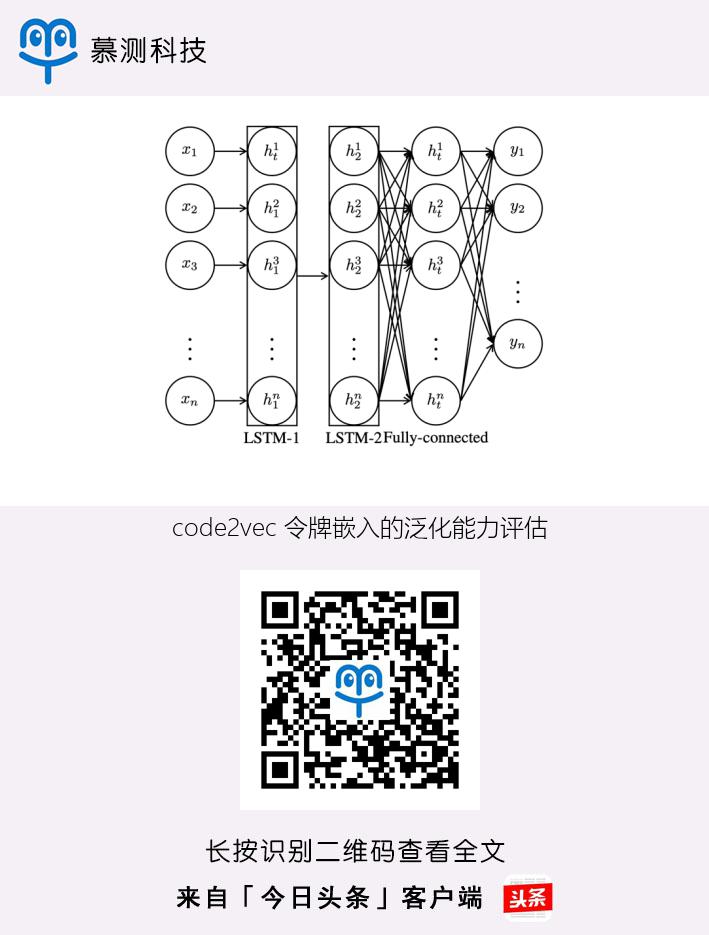 慕测科技
x₁ h_t^1 h_2^1 h_t^1 y₁
x₂ h_1^2 h_2^2 h_t^2 y₂
x₃ h_1^3 h_2^3 h_t^3
⋮ ⋮ ⋮ ⋮ ⋮
yₙ
xₙ h_1^n h_2^n h_t^n
LSTM-1 LSTM-2 Fully-connected
code2vec 令牌嵌入的泛化能力评估
长按识别二维码查看全文
来自「今日头条」客户端 头条